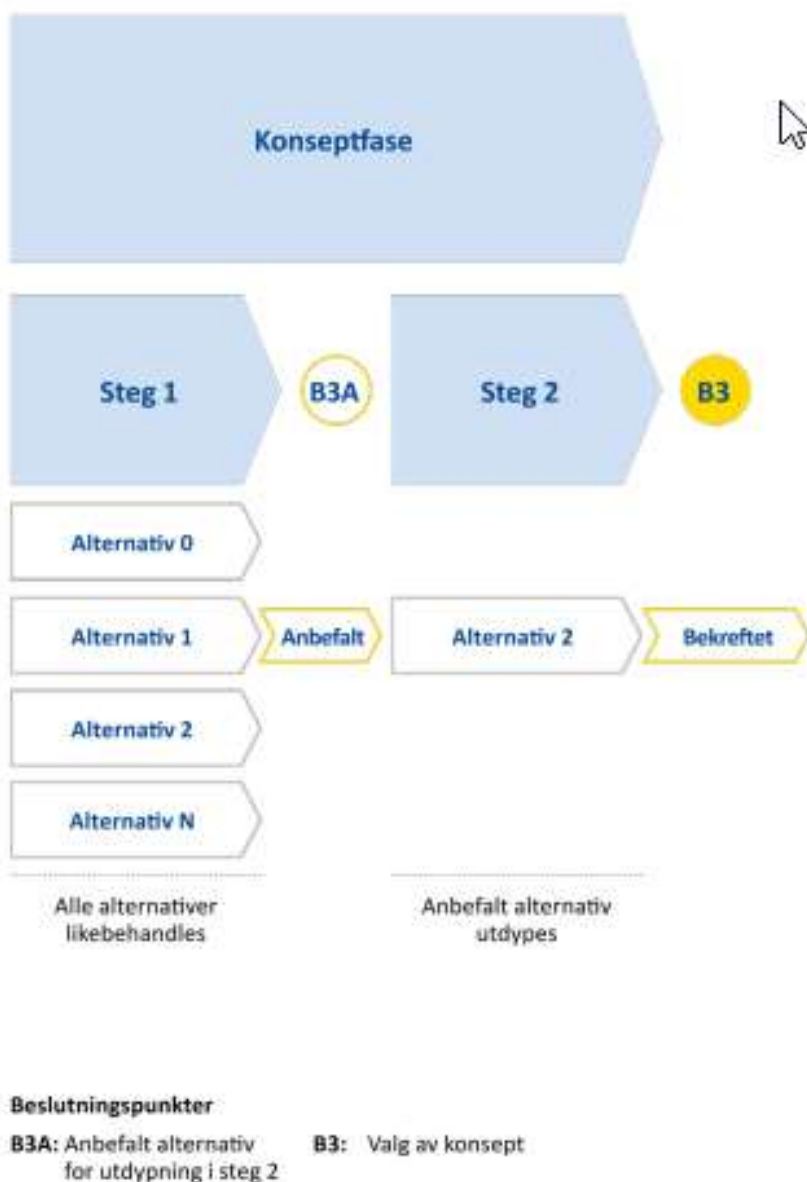 Konseptfase
Steg 1
B3A
Steg 2
B3
Alternativ 0
Alternativ 1
Anbefalt
Alternativ 2
Bekreftet
Alternativ 2
Alternativ N
Alle alternativer
likebehandles
Anbefalt alternativ
utdypes
Beslutningspunkter
B3A: Anbefalt alternativ
for utdypning i steg 2
B3: Valg av konsept